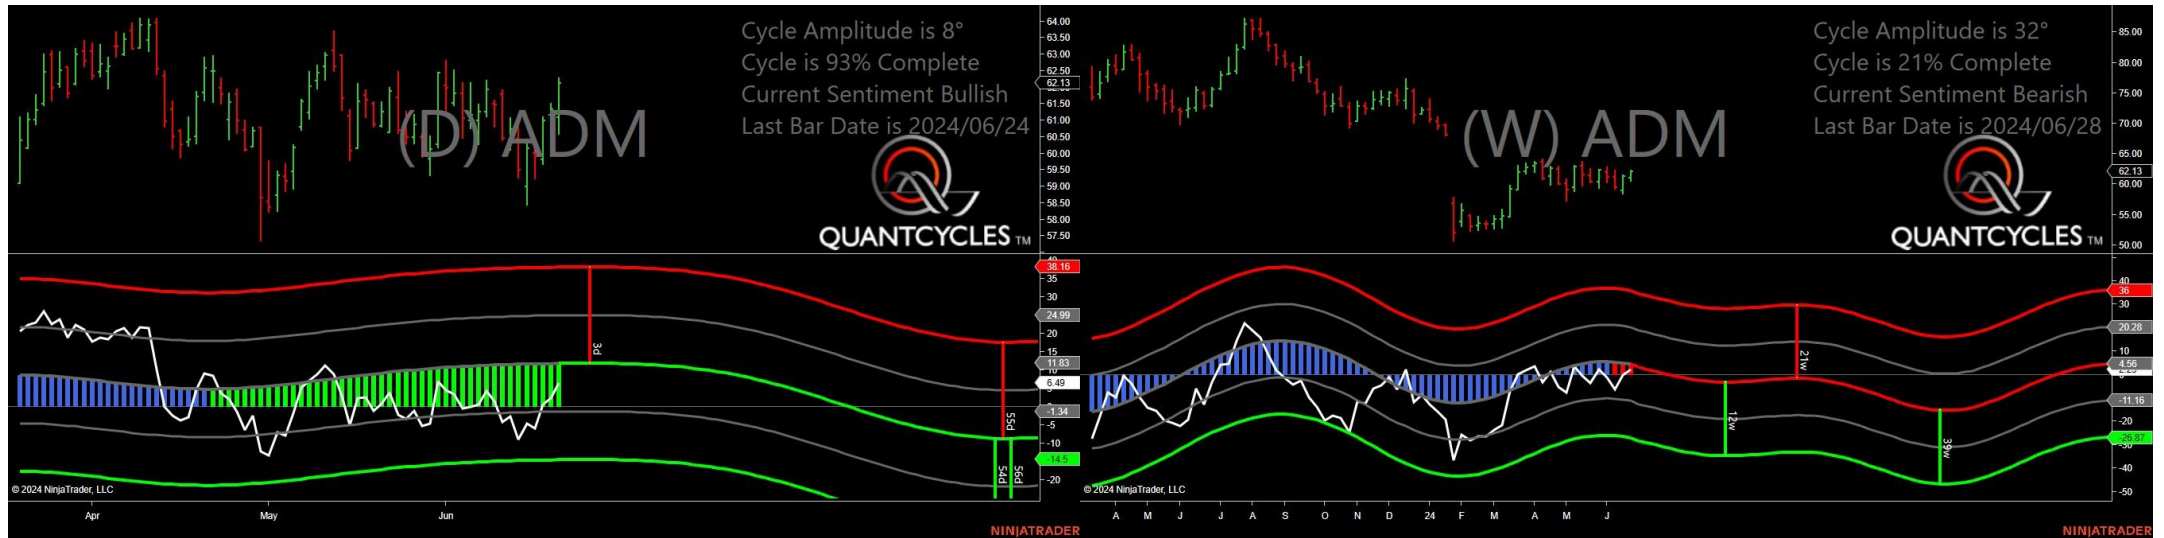 Cycle Amplitude is 8°
Cycle is 93% Complete
Current Sentiment Bullish
Last Bar Date is 2024/06/24
(D) ADM
QUANTCYCLES TM
64.00
63.50
63.00
62.50
62.13
61.50
61.00
60.50
60.00
59.50
59.00
58.50
58.00
57.50
38.16
35
30
24.99
20
15
11.83
6.49
-1.34
-5
-10
-14.5
-20
3d
55d
54d
56d
© 2024 NinjaTrader, LLC
Apr
May
Jun
NINJATRADER
Cycle Amplitude is 32°
Cycle is 21% Complete
Current Sentiment Bearish
Last Bar Date is 2024/06/28
(W) ADM
QUANTCYCLES TM
85.00
80.00
75.00
70.00
65.00
62.13
60.00
55.00
50.00
40
36
30
20.28
10
4.56
-11.16
-20
-26.87
-40
-50
21w
12w
39w
© 2024 NinjaTrader, LLC
A M J J A S O N D 24 F M A M J
NINJATRADER